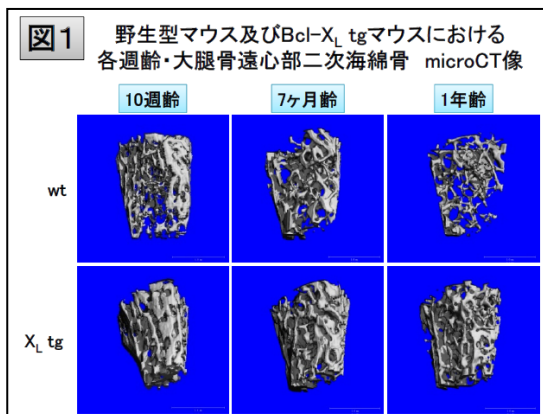 図1
野生型マウス及びBcl-XL tgマウスにおける
各週齢・大腿骨遠心部二次海綿骨 microCT像
10週齢
7ヶ月齢
1年齢
wt
XL tg